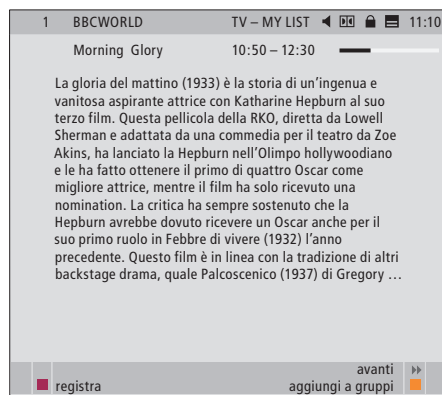 1 BBCWORLD TV – MY LIST 11:10
Morning Glory 10:50 – 12:30
La gloria del mattino (1933) è la storia di un’ingenua e
vanitosa aspirante attrice con Katharine Hepburn al suo
terzo film. Questa pellicola della RKO, diretta da Lowell
Sherman e adattata da una commedia per il teatro da Zoe
Akins, ha lanciato la Hepburn nell’Olimpo hollywoodiano
e le ha fatto ottenere il primo di quattro Oscar come
migliore attrice, mentre il film ha solo ricevuto una
nomination. La critica ha sempre sostenuto che la
Hepburn avrebbe dovuto ricevere un Oscar anche per il
suo primo ruolo in Febbre di vivere (1932) l’anno
precedente. Questo film è in linea con la tradizione di altri
backstage drama, quale Palcoscenico (1937) di Gregory …
avanti
registra aggiungi a gruppi